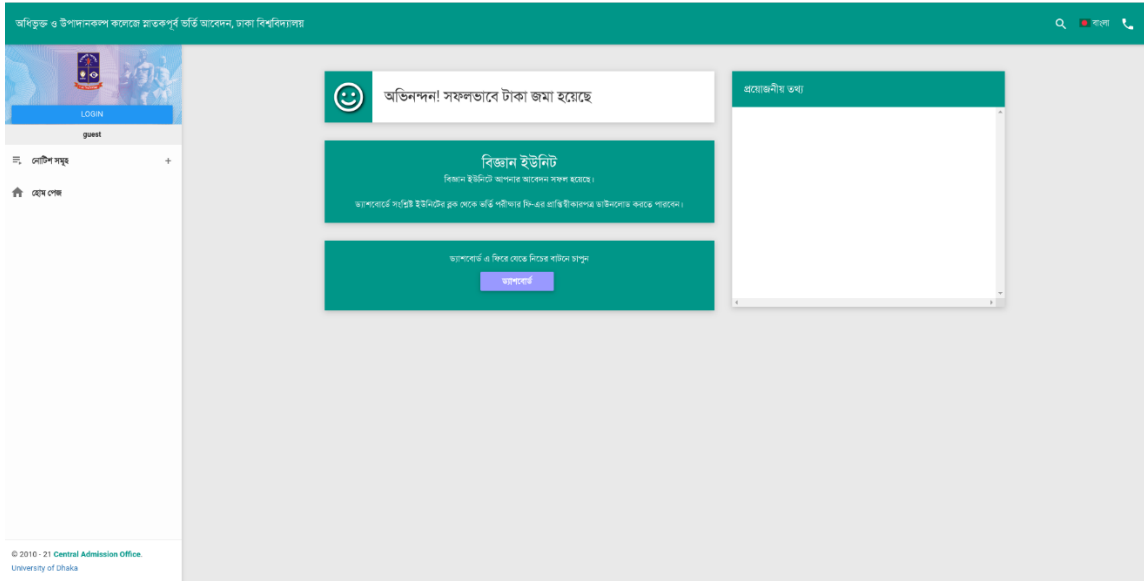 অধিভুক্ত ও উপাদানকল্প কলেজে স্নাতকপূর্ব ভর্তি আবেদন, ঢাকা বিশ্ববিদ্যালয়
বাংলা
LOGIN
guest
নোটিশ সমূহ
হোম পেজ
অভিনন্দন! সফলভাবে টাকা জমা হয়েছে
বিজ্ঞান ইউনিট
বিজ্ঞান ইউনিটে আপনার আবেদন সফল হয়েছে।
ড্যাশবোর্ডে সংশ্লিষ্ট ইউনিটের ব্লক থেকে ভর্তি পরীক্ষার ফি-এর প্রাপ্তিস্বীকারপত্র ডাউনলোড করতে পারবেন।
ড্যাশবোর্ড এ ফিরে যেতে নিচের বাটনে চাপুন
ড্যাশবোর্ড
প্রয়োজনীয় তথ্য
© 2010 - 21 Central Admission Office.
University of Dhaka